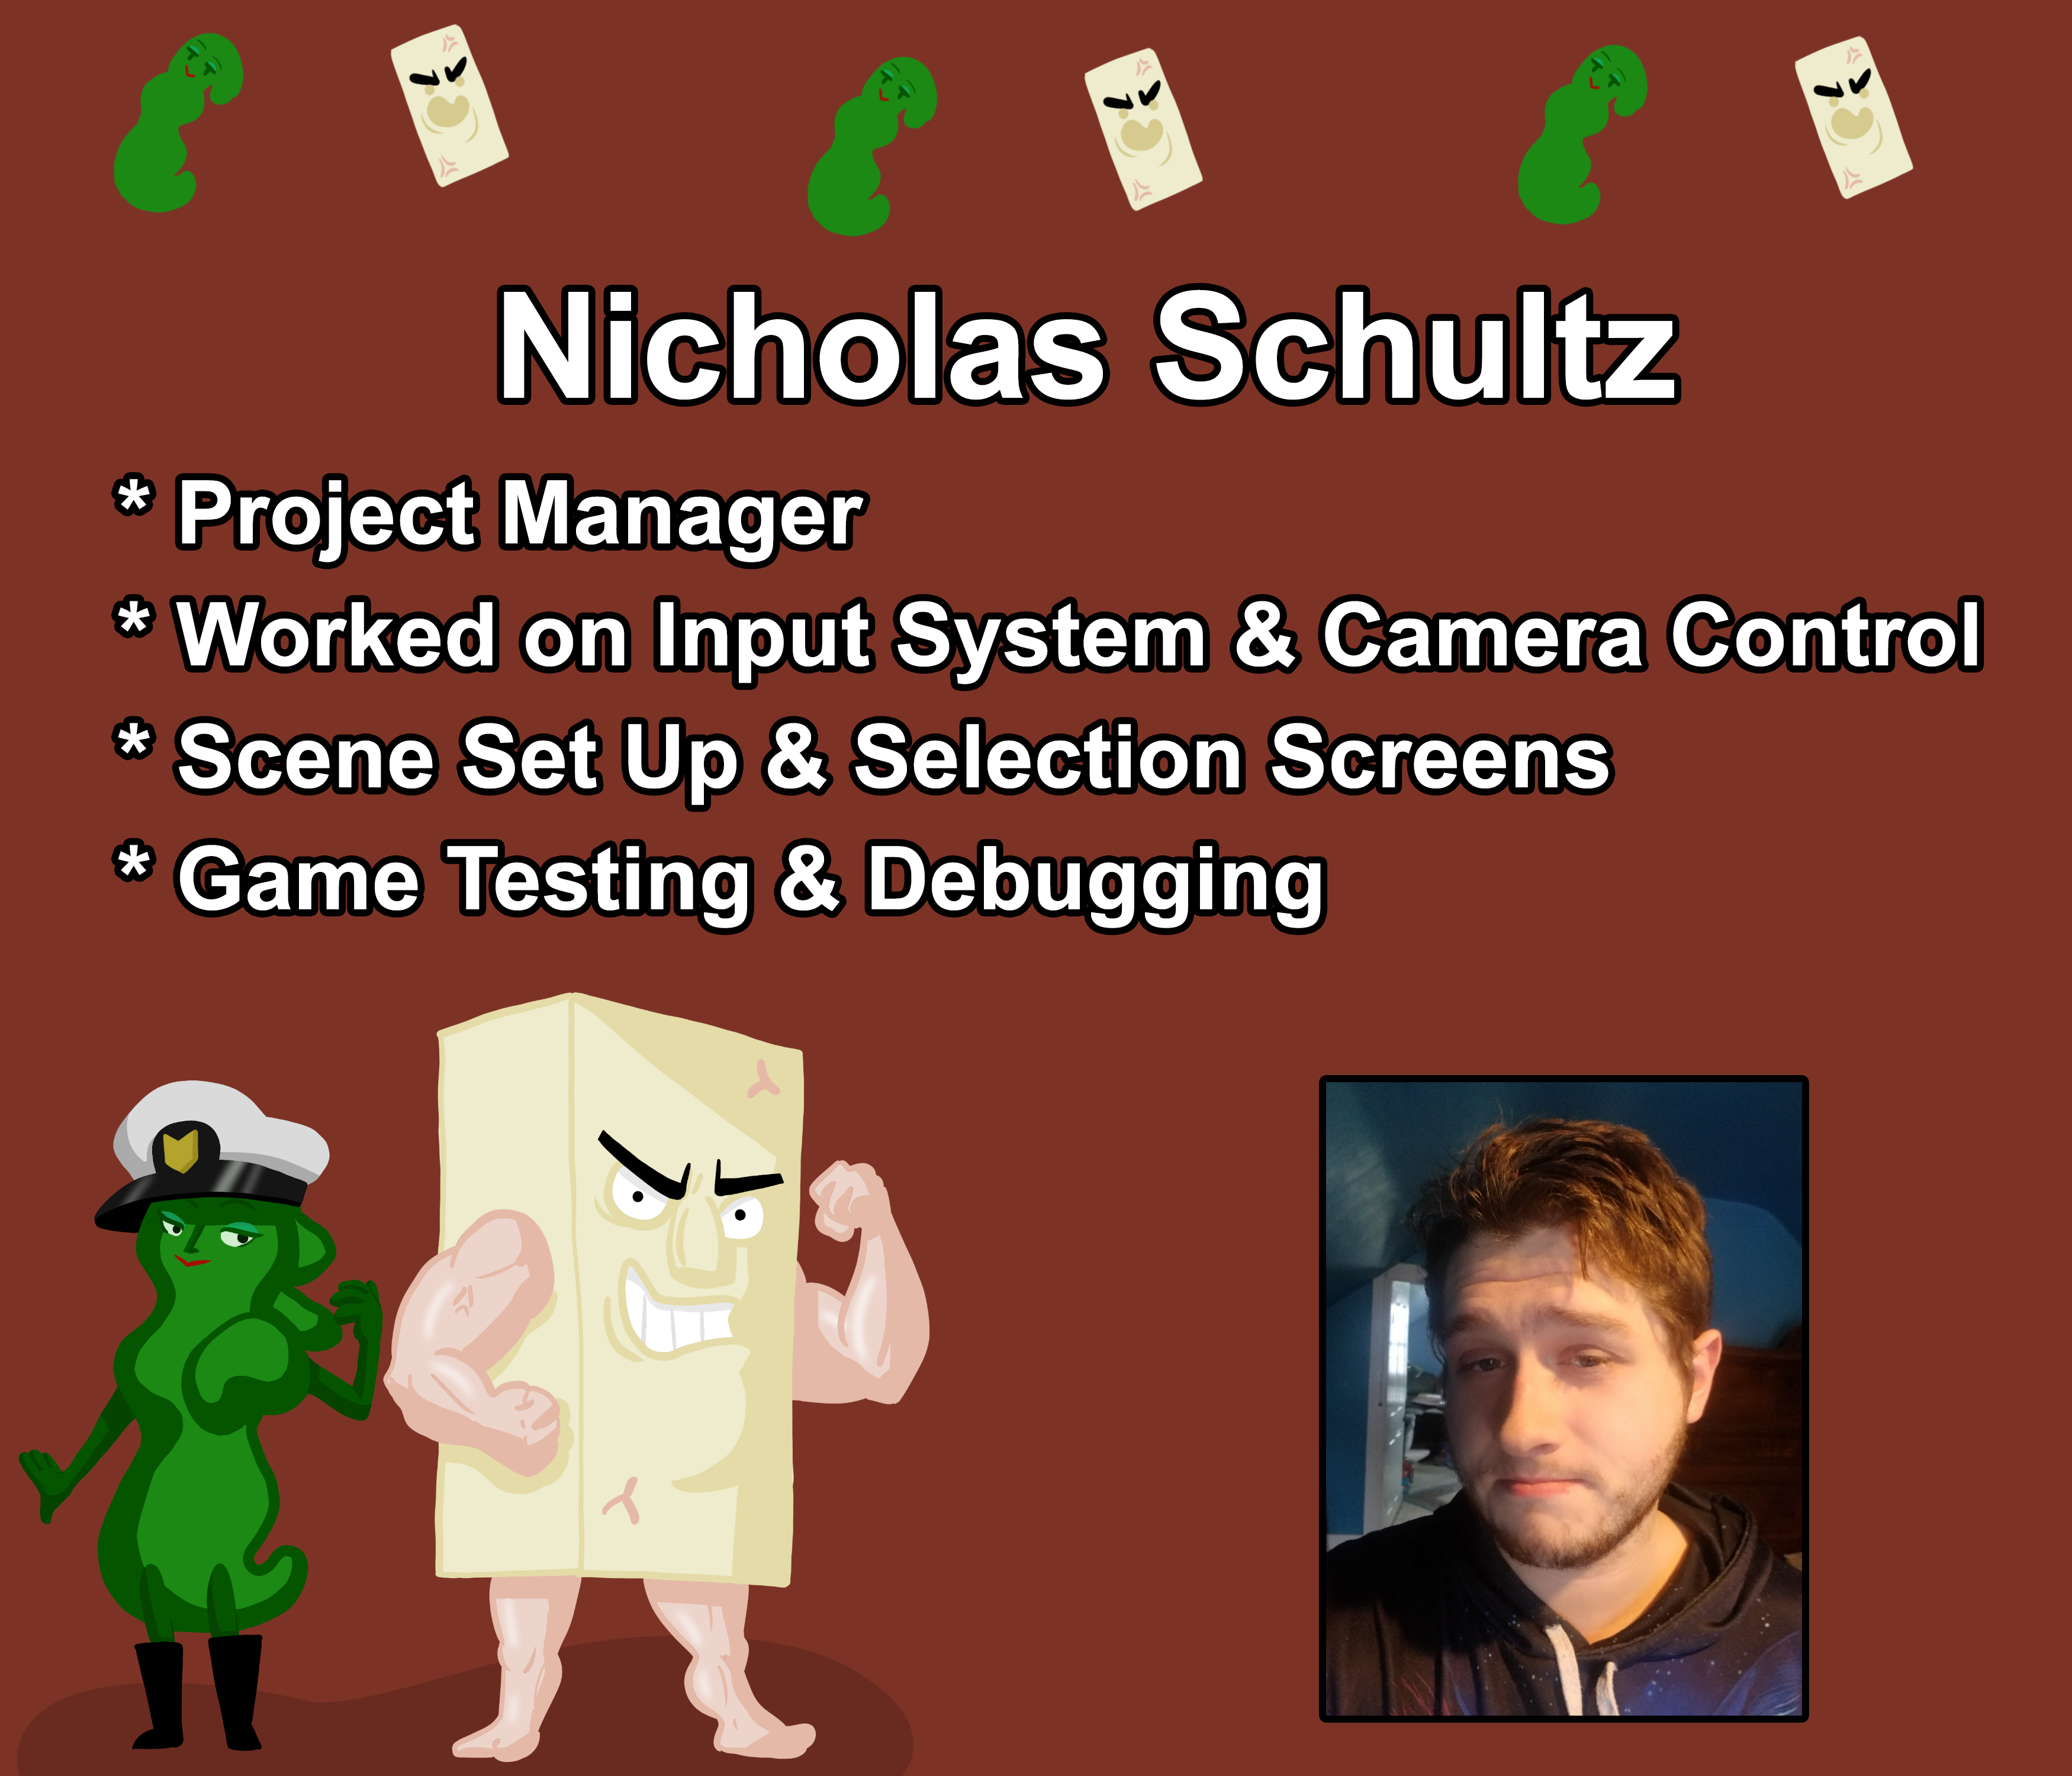 Nicholas Schultz
* Project Manager
* Worked on Input System & Camera Control
* Scene Set Up & Selection Screens
* Game Testing & Debugging